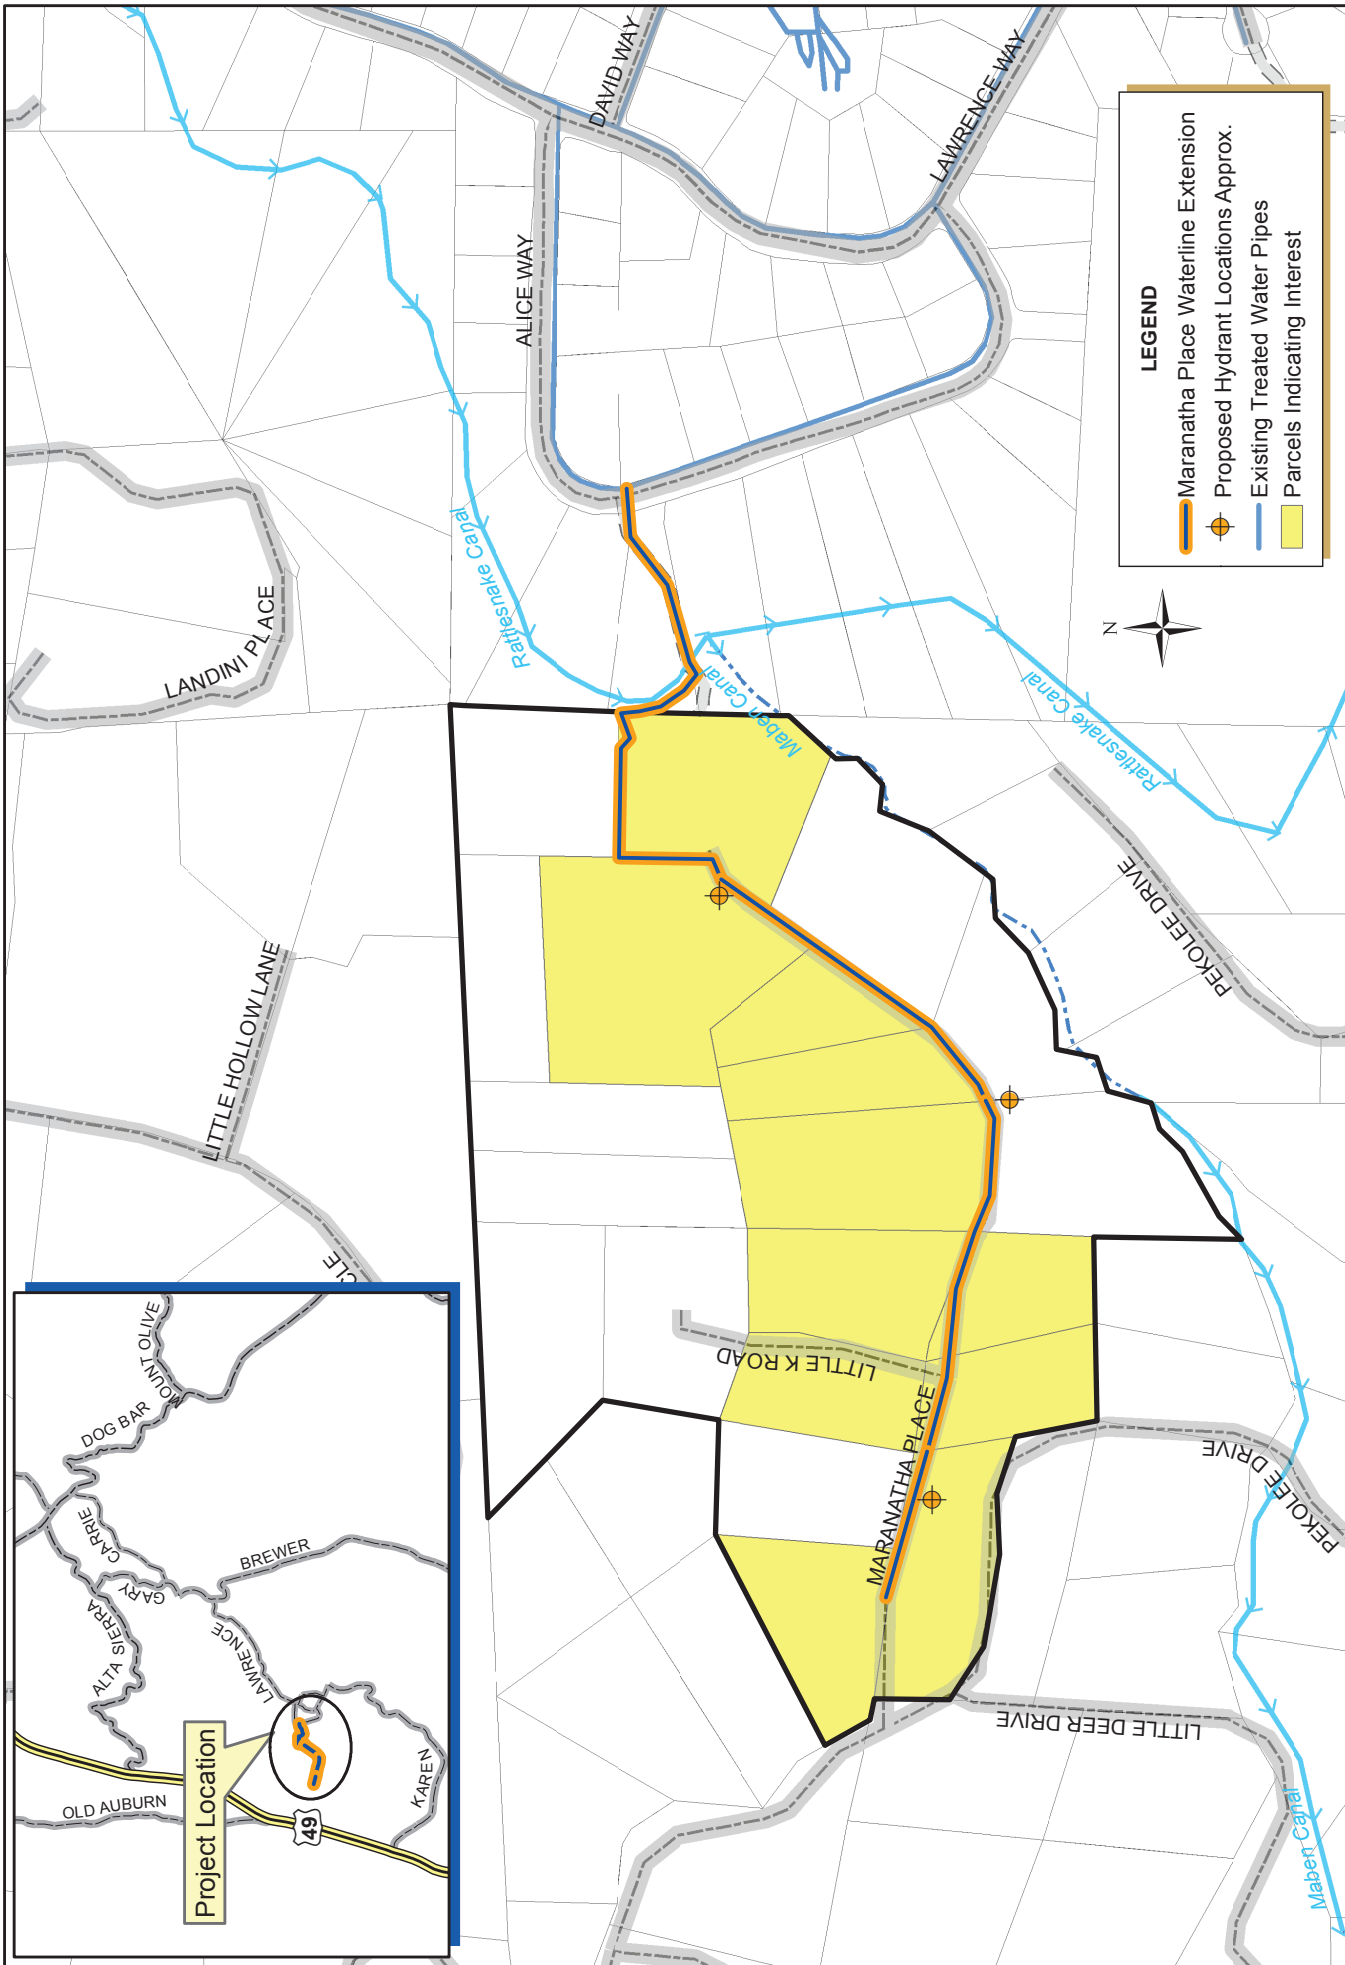 MOUNT OLIVE
DOG BAR
CARRIE
GARY
BREWER
ALTA SIERRA
LAWRENCE
Project Location
OLD AUBURN
49
KAREN
LITTLE HOLLOW LANE
CLE
LANDINI PLACE
Rattlesnake Canal
ALICE WAY
DAVID WAY
LAWRENCE WAY
Maben Canal
Rattlesnake Canal
PEKOLEE DRIVE
LITTLE K ROAD
MARANATHA PLACE
PEKOLEE DRIVE
LITTLE DEER DRIVE
Maben Canal
N
LEGEND
Maranatha Place Waterline Extension
Proposed Hydrant Locations Approx.
Existing Treated Water Pipes
Parcels Indicating Interest